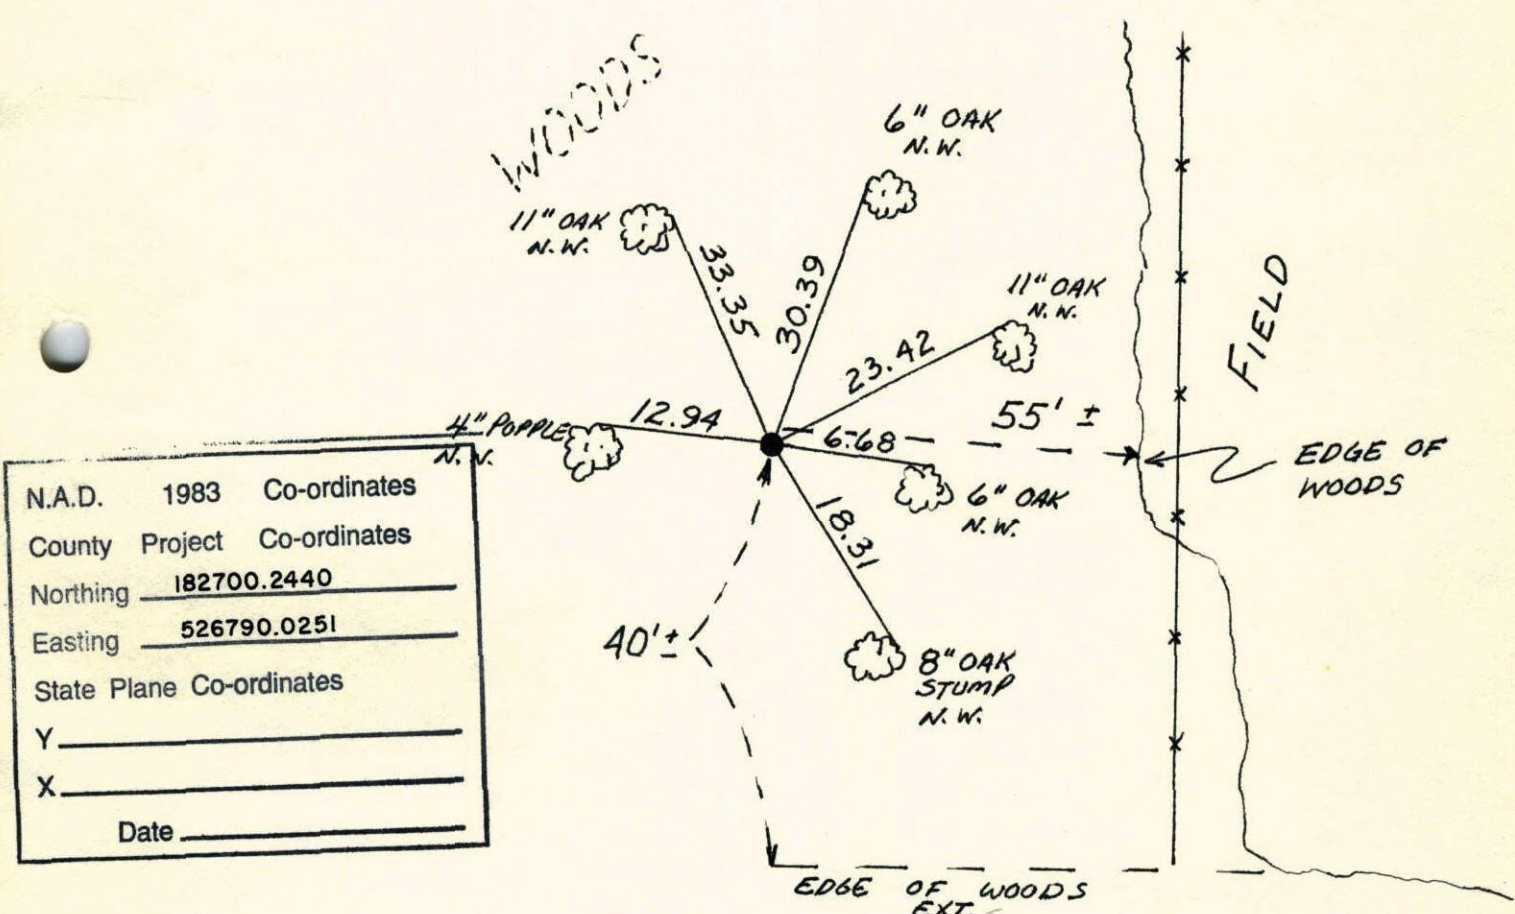 WOODS
6" OAK
N.W.
11" OAK
N.W.
33.35
30.39
11" OAK
N.W.
23.42
FIELD
4" POPPLE
N.W.
12.94
55' ±
6.68
EDGE OF
WOODS
6" OAK
N.W.
18.31
40' ±
8" OAK
STUMP
N.W.
EDGE OF WOODS
EXT.
N.A.D. 1983 Co-ordinates
County Project Co-ordinates
Northing 182700.2440
Easting 526790.0251
State Plane Co-ordinates
Y
X
Date